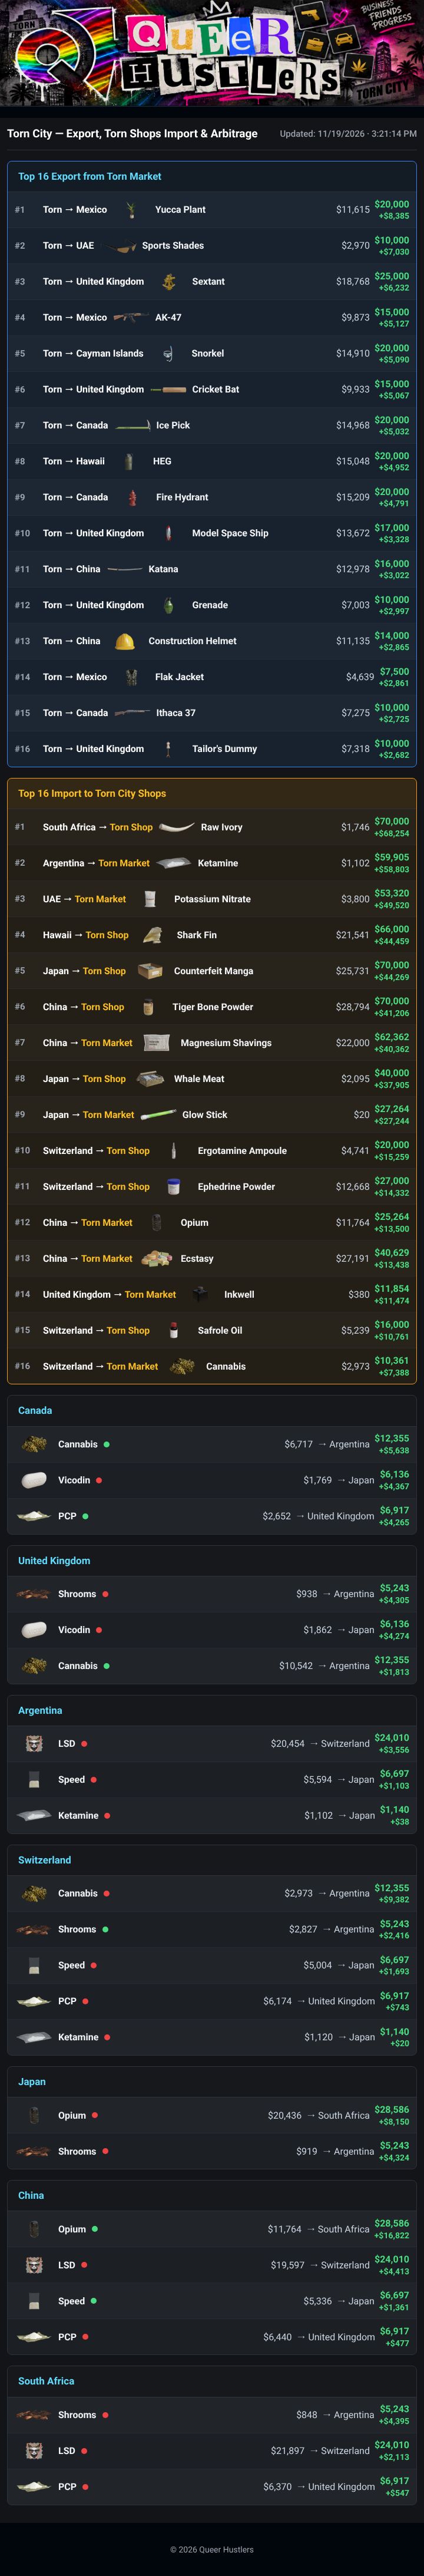 BUSINESS
FRIENDS
PROGRESS
QUEER
HUSTLERS
TORN CITY
Torn City — Export, Torn Shops Import & Arbitrage
Updated: 11/19/2026 · 3:21:14 PM
Top 16 Export from Torn Market
#1 Torn → Mexico Yucca Plant $11,615 $20,000
+$8,385
#2 Torn → UAE Sports Shades $2,970 $10,000
+$7,030
#3 Torn → United Kingdom Sextant $18,768 $25,000
+$6,232
#4 Torn → Mexico AK-47 $9,873 $15,000
+$5,127
#5 Torn → Cayman Islands Snorkel $14,910 $20,000
+$5,090
#6 Torn → United Kingdom Cricket Bat $9,933 $15,000
+$5,067
#7 Torn → Canada Ice Pick $14,968 $20,000
+$5,032
#8 Torn → Hawaii HEG $15,048 $20,000
+$4,952
#9 Torn → Canada Fire Hydrant $15,209 $20,000
+$4,791
#10 Torn → United Kingdom Model Space Ship $13,672 $17,000
+$3,328
#11 Torn → China Katana $12,978 $16,000
+$3,022
#12 Torn → United Kingdom Grenade $7,003 $10,000
+$2,997
#13 Torn → China Construction Helmet $11,135 $14,000
+$2,865
#14 Torn → Mexico Flak Jacket $4,639 $7,500
+$2,861
#15 Torn → Canada Ithaca 37 $7,275 $10,000
+$2,725
#16 Torn → United Kingdom Tailor's Dummy $7,318 $10,000
+$2,682
Top 16 Import to Torn City Shops
#1 South Africa → Torn Shop Raw Ivory $1,746 $70,000
+$68,254
#2 Argentina → Torn Market Ketamine $1,102 $59,905
+$58,803
#3 UAE → Torn Market Potassium Nitrate $3,800 $53,320
+$49,520
#4 Hawaii → Torn Shop Shark Fin $21,541 $66,000
+$44,459
#5 Japan → Torn Shop Counterfeit Manga $25,731 $70,000
+$44,269
#6 China → Torn Shop Tiger Bone Powder $28,794 $70,000
+$41,206
#7 China → Torn Market Magnesium Shavings $22,000 $62,362
+$40,362
#8 Japan → Torn Shop Whale Meat $2,095 $40,000
+$37,905
#9 Japan → Torn Market Glow Stick $20 $27,264
+$27,244
#10 Switzerland → Torn Shop Ergotamine Ampoule $4,741 $20,000
+$15,259
#11 Switzerland → Torn Shop Ephedrine Powder $12,668 $27,000
+$14,332
#12 China → Torn Market Opium $11,764 $25,264
+$13,500
#13 China → Torn Market Ecstasy $27,191 $40,629
+$13,438
#14 United Kingdom → Torn Market Inkwell $380 $11,854
+$11,474
#15 Switzerland → Torn Shop Safrole Oil $5,239 $16,000
+$10,761
#16 Switzerland → Torn Market Cannabis $2,973 $10,361
+$7,388
Canada
Cannabis $6,717 → Argentina $12,355
+$5,638
Vicodin $1,769 → Japan $6,136
+$4,367
PCP $2,652 → United Kingdom $6,917
+$4,265
United Kingdom
Shrooms $938 → Argentina $5,243
+$4,305
Vicodin $1,862 → Japan $6,136
+$4,274
Cannabis $10,542 → Argentina $12,355
+$1,813
Argentina
LSD $20,454 → Switzerland $24,010
+$3,556
Speed $5,594 → Japan $6,697
+$1,103
Ketamine $1,102 → Japan $1,140
+$38
Switzerland
Cannabis $2,973 → Argentina $12,355
+$9,382
Shrooms $2,827 → Argentina $5,243
+$2,416
Speed $5,004 → Japan $6,697
+$1,693
PCP $6,174 → United Kingdom $6,917
+$743
Ketamine $1,120 → Japan $1,140
+$20
Japan
Opium $20,436 → South Africa $28,586
+$8,150
Shrooms $919 → Argentina $5,243
+$4,324
China
Opium $11,764 → South Africa $28,586
+$16,822
LSD $19,597 → Switzerland $24,010
+$4,413
Speed $5,336 → Japan $6,697
+$1,361
PCP $6,440 → United Kingdom $6,917
+$477
South Africa
Shrooms $848 → Argentina $5,243
+$4,395
LSD $21,897 → Switzerland $24,010
+$2,113
PCP $6,370 → United Kingdom $6,917
+$547
© 2026 Queer Hustlers